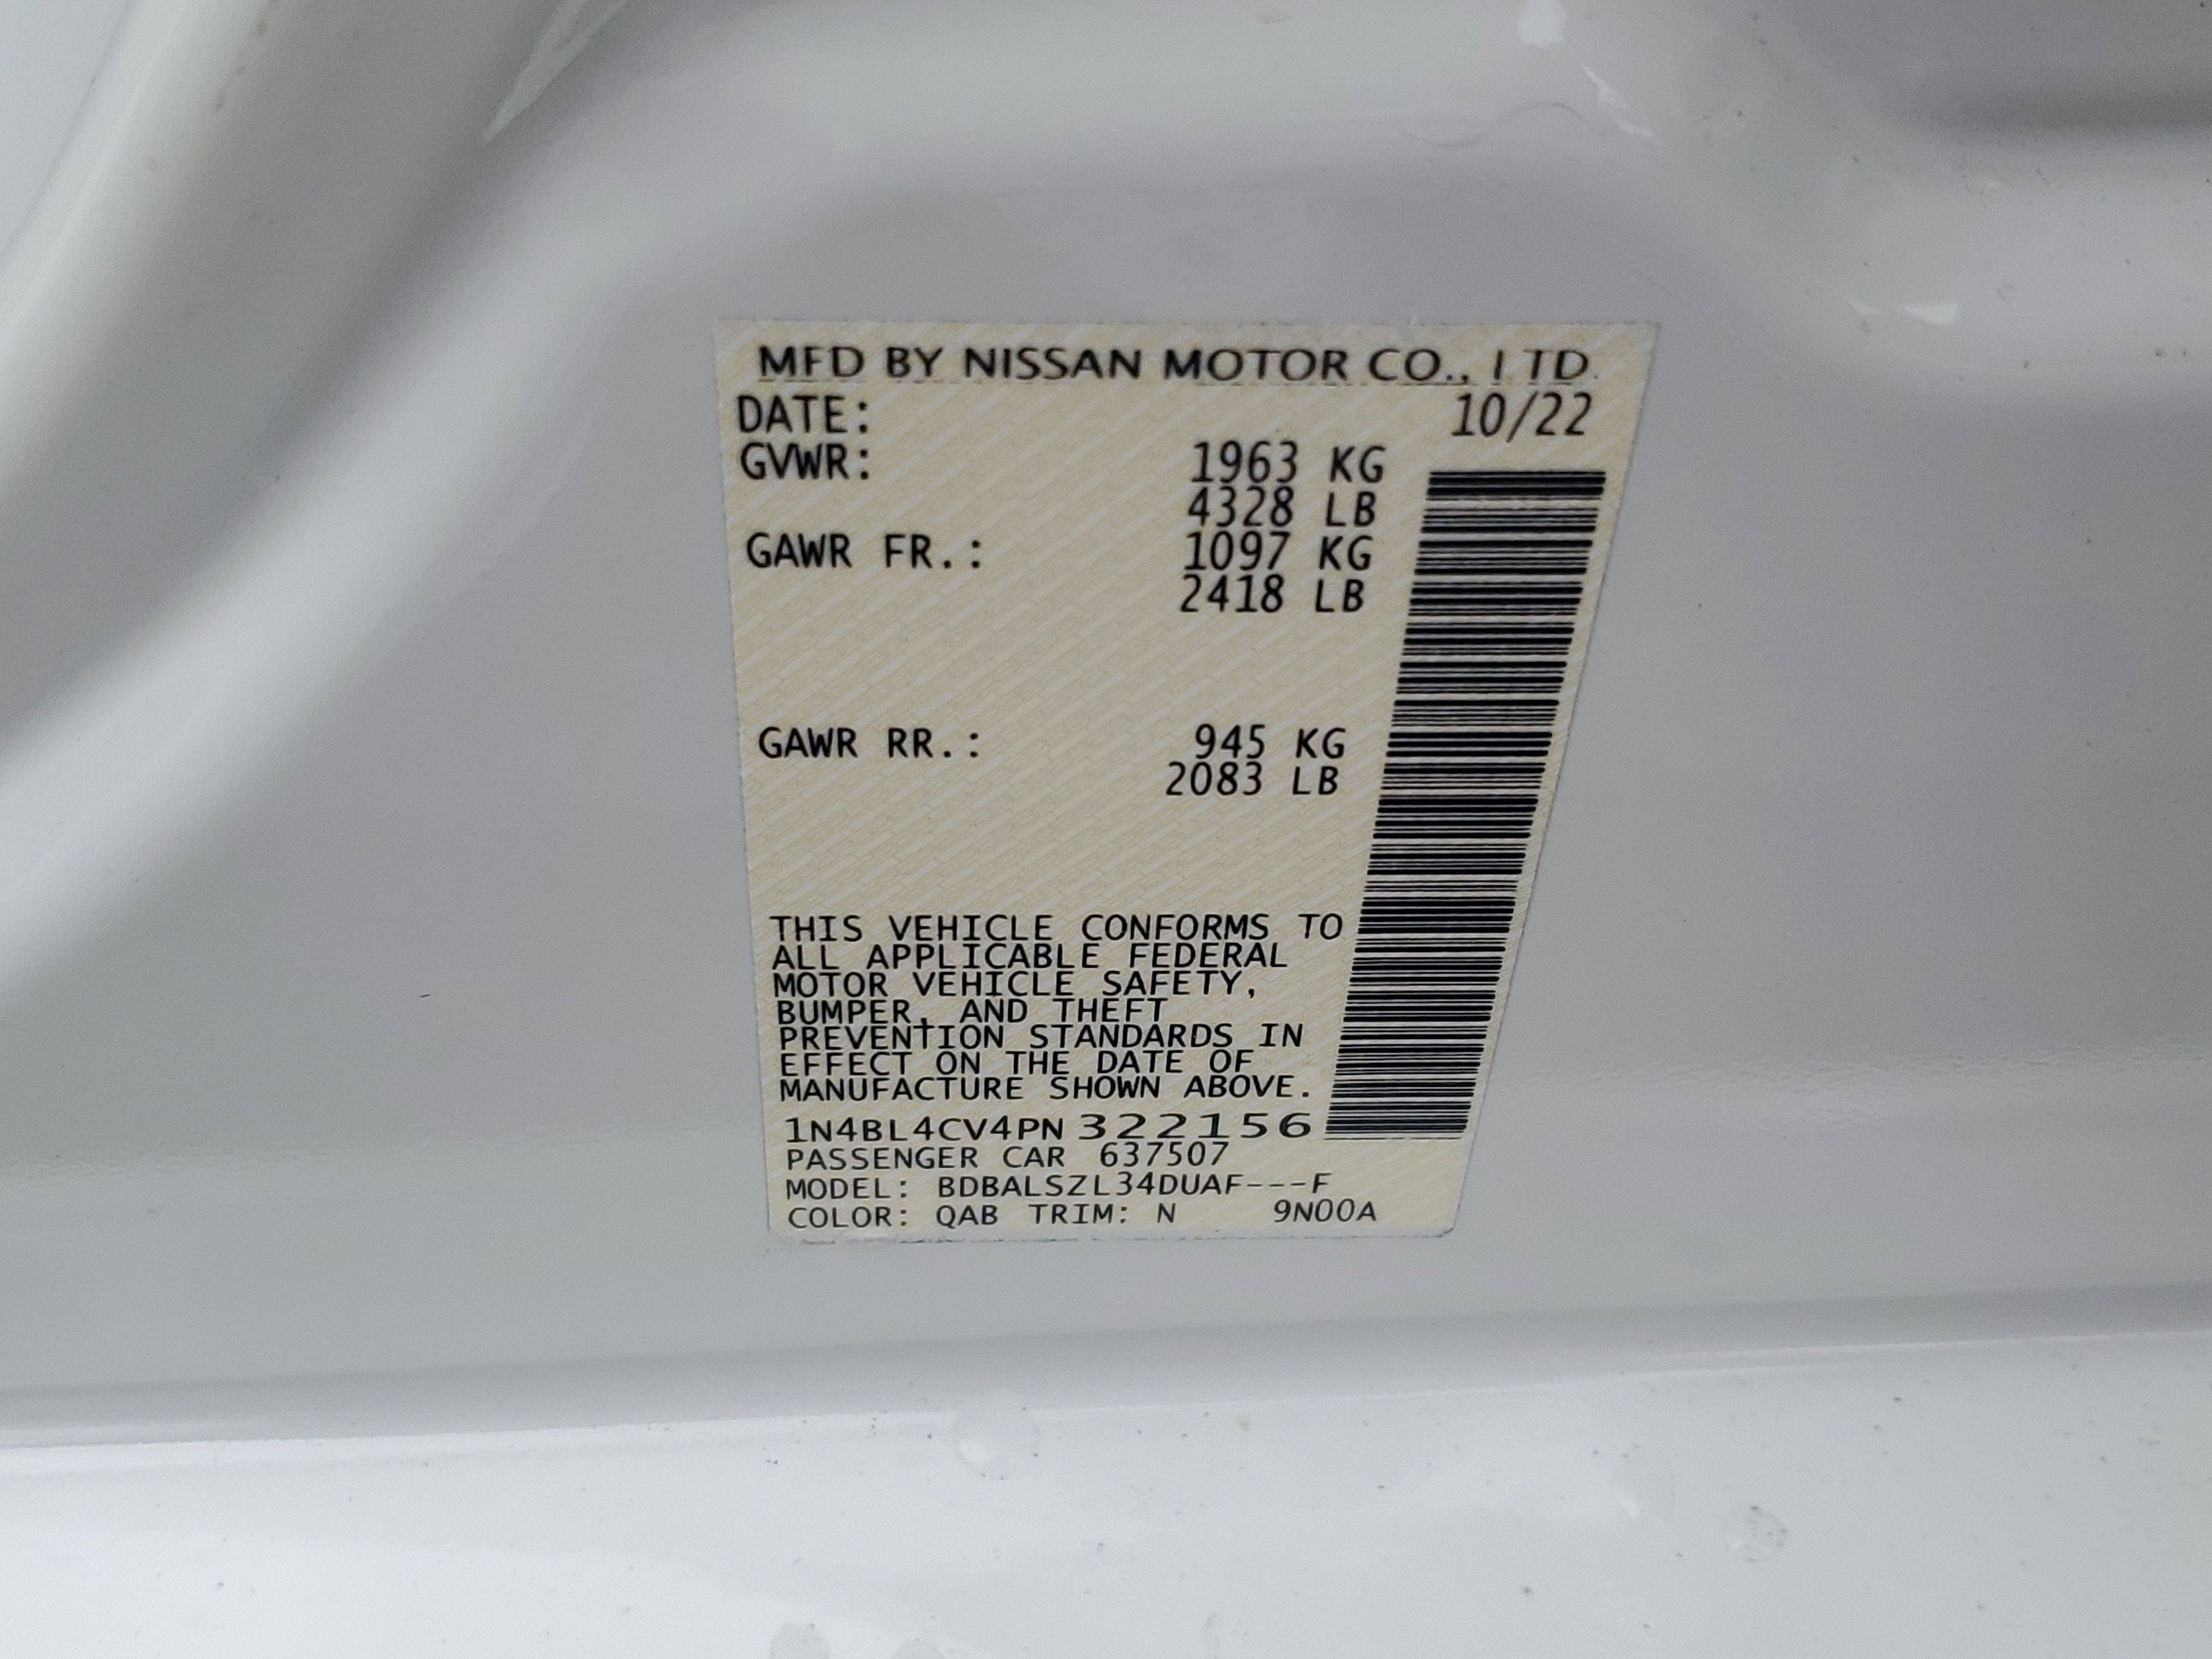 MFD BY NISSAN MOTOR CO., LTD.
DATE: 10/22
GVWR: 1963 KG
4328 LB
GAWR FR.: 1097 KG
2418 LB
GAWR RR.: 945 KG
2083 LB
THIS VEHICLE CONFORMS TO
ALL APPLICABLE FEDERAL
MOTOR VEHICLE SAFETY,
BUMPER, AND THEFT
PREVENTION STANDARDS IN
EFFECT ON THE DATE OF
MANUFACTURE SHOWN ABOVE.
1N4BL4CV4PN322156
PASSENGER CAR 637507
MODEL: BDBALSZL34DUAF---F
COLOR: QAB TRIM: N 9N00A